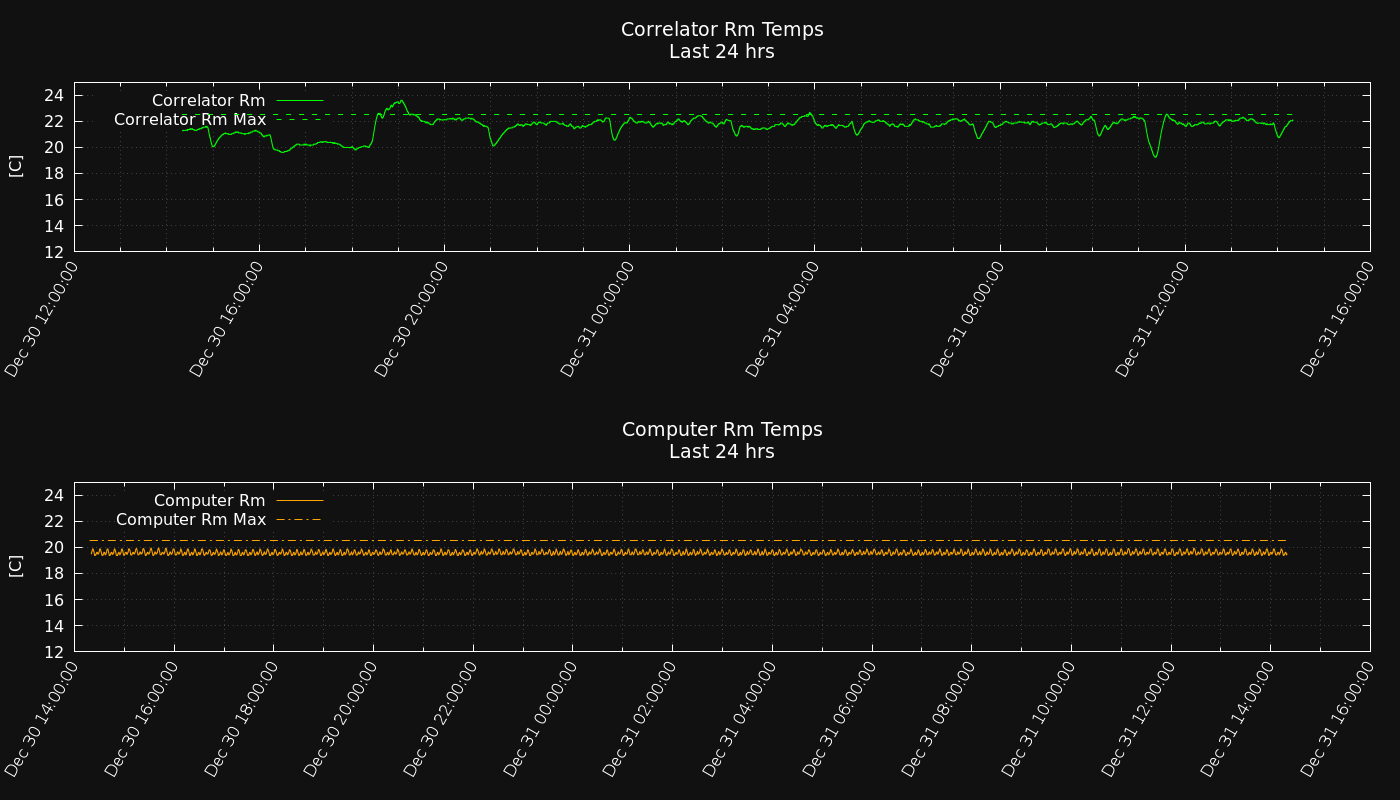 Correlator Rm Temps
Last 24 hrs
Correlator Rm
Correlator Rm Max
[C]
24
22
20
18
16
14
12
Dec 30 12:00:00
Dec 30 16:00:00
Dec 30 20:00:00
Dec 31 00:00:00
Dec 31 04:00:00
Dec 31 08:00:00
Dec 31 12:00:00
Dec 31 16:00:00
Computer Rm Temps
Last 24 hrs
Computer Rm
Computer Rm Max
[C]
24
22
20
18
16
14
12
Dec 30 14:00:00
Dec 30 16:00:00
Dec 30 18:00:00
Dec 30 20:00:00
Dec 30 22:00:00
Dec 31 00:00:00
Dec 31 02:00:00
Dec 31 04:00:00
Dec 31 06:00:00
Dec 31 08:00:00
Dec 31 10:00:00
Dec 31 12:00:00
Dec 31 14:00:00
Dec 31 16:00:00